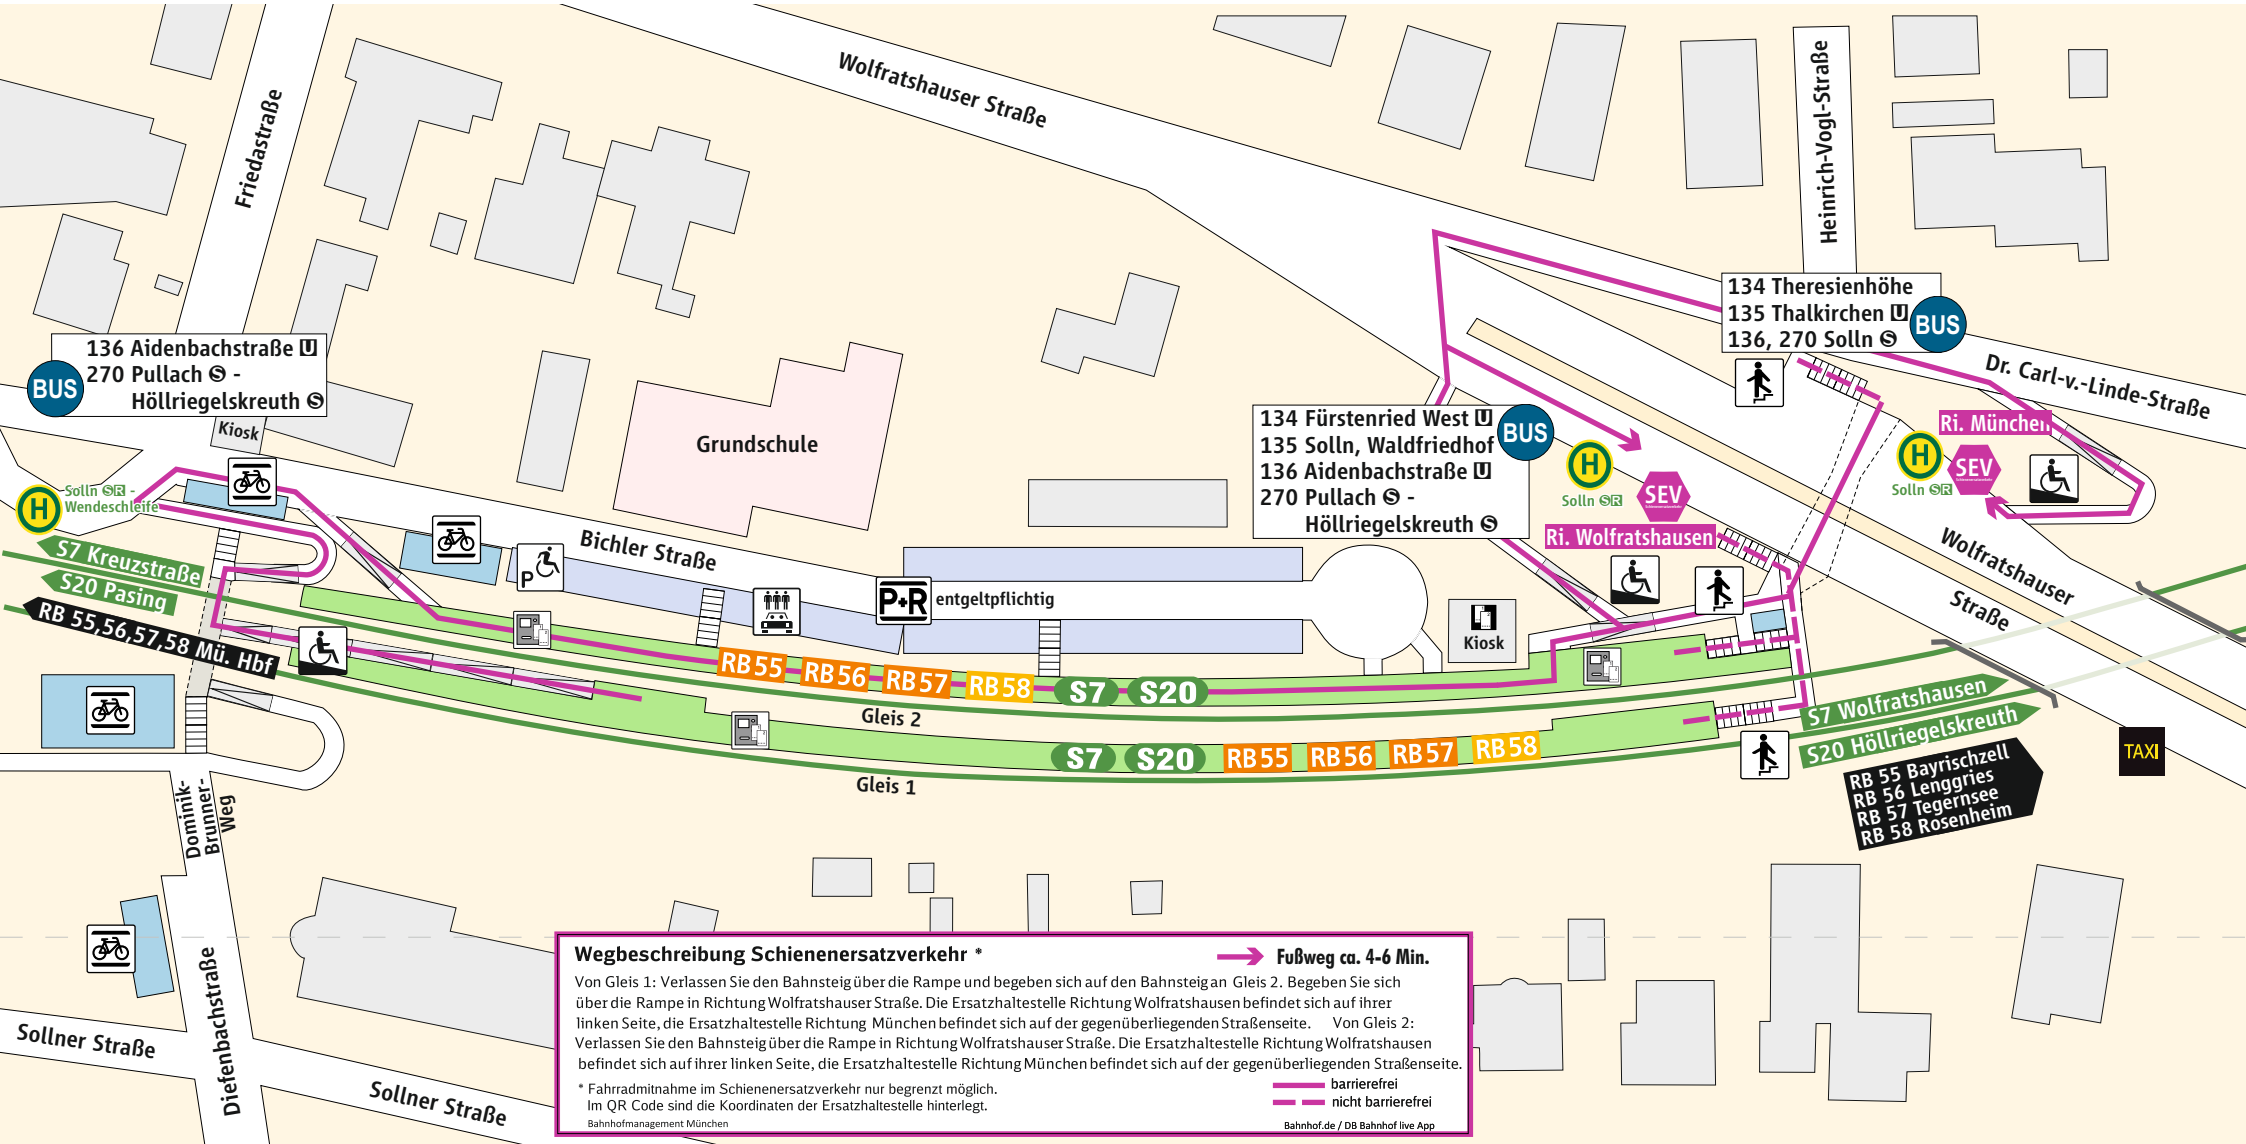 Wolfratshauser Straße
Friedastraße
Heinrich-Vogl-Straße
134 Theresienhöhe
135 Thalkirchen U
136, 270 Solln S
BUS
Dr. Carl-v.-Linde-Straße
136 Aidenbachstraße U
270 Pullach S -
Höllriegelskreuth S
BUS
Kiosk
Grundschule
134 Fürstenried West U
135 Solln, Waldfriedhof
136 Aidenbachstraße U
270 Pullach S -
Höllriegelskreuth S
BUS
H
Solln SR
SEV
Ri. Wolfratshausen
Ri. München
H
Solln SR
SEV
H
Solln SR -
Wendeschleife
S7 Kreuzstraße
S20 Pasing
RB 55,56,57,58 Mü. Hbf
Bichler Straße
P
P+R
entgeltpflichtig
Kiosk
Wolfratshauser
Straße
RB55
RB56
RB57
RB58
S7
S20
Gleis 2
S7
S20
RB55
RB56
RB57
RB58
Gleis 1
S7 Wolfratshausen
S20 Höllriegelskreuth
RB 55 Bayrischzell
RB 56 Lenggries
RB 57 Tegernsee
RB 58 Rosenheim
TAXI
Dominik-
Brunner-
Weg
Diefenbachstraße
Sollner Straße
Sollner Straße
Wegbeschreibung Schienenersatzverkehr *
Fußweg ca. 4-6 Min.
Von Gleis 1: Verlassen Sie den Bahnsteig über die Rampe und begeben sich auf den Bahnsteig an Gleis 2. Begeben Sie sich
über die Rampe in Richtung Wolfratshauser Straße. Die Ersatzhaltestelle Richtung Wolfratshausen befindet sich auf ihrer
linken Seite, die Ersatzhaltestelle Richtung München befindet sich auf der gegenüberliegenden Straßenseite. Von Gleis 2:
Verlassen Sie den Bahnsteig über die Rampe in Richtung Wolfratshauser Straße. Die Ersatzhaltestelle Richtung Wolfratshausen
befindet sich auf ihrer linken Seite, die Ersatzhaltestelle Richtung München befindet sich auf der gegenüberliegenden Straßenseite.
* Fahrradmitnahme im Schienenersatzverkehr nur begrenzt möglich.
Im QR Code sind die Koordinaten der Ersatzhaltestelle hinterlegt.
Bahnhofmanagement München
barrierefrei
nicht barrierefrei
Bahnhof.de / DB Bahnhof live App